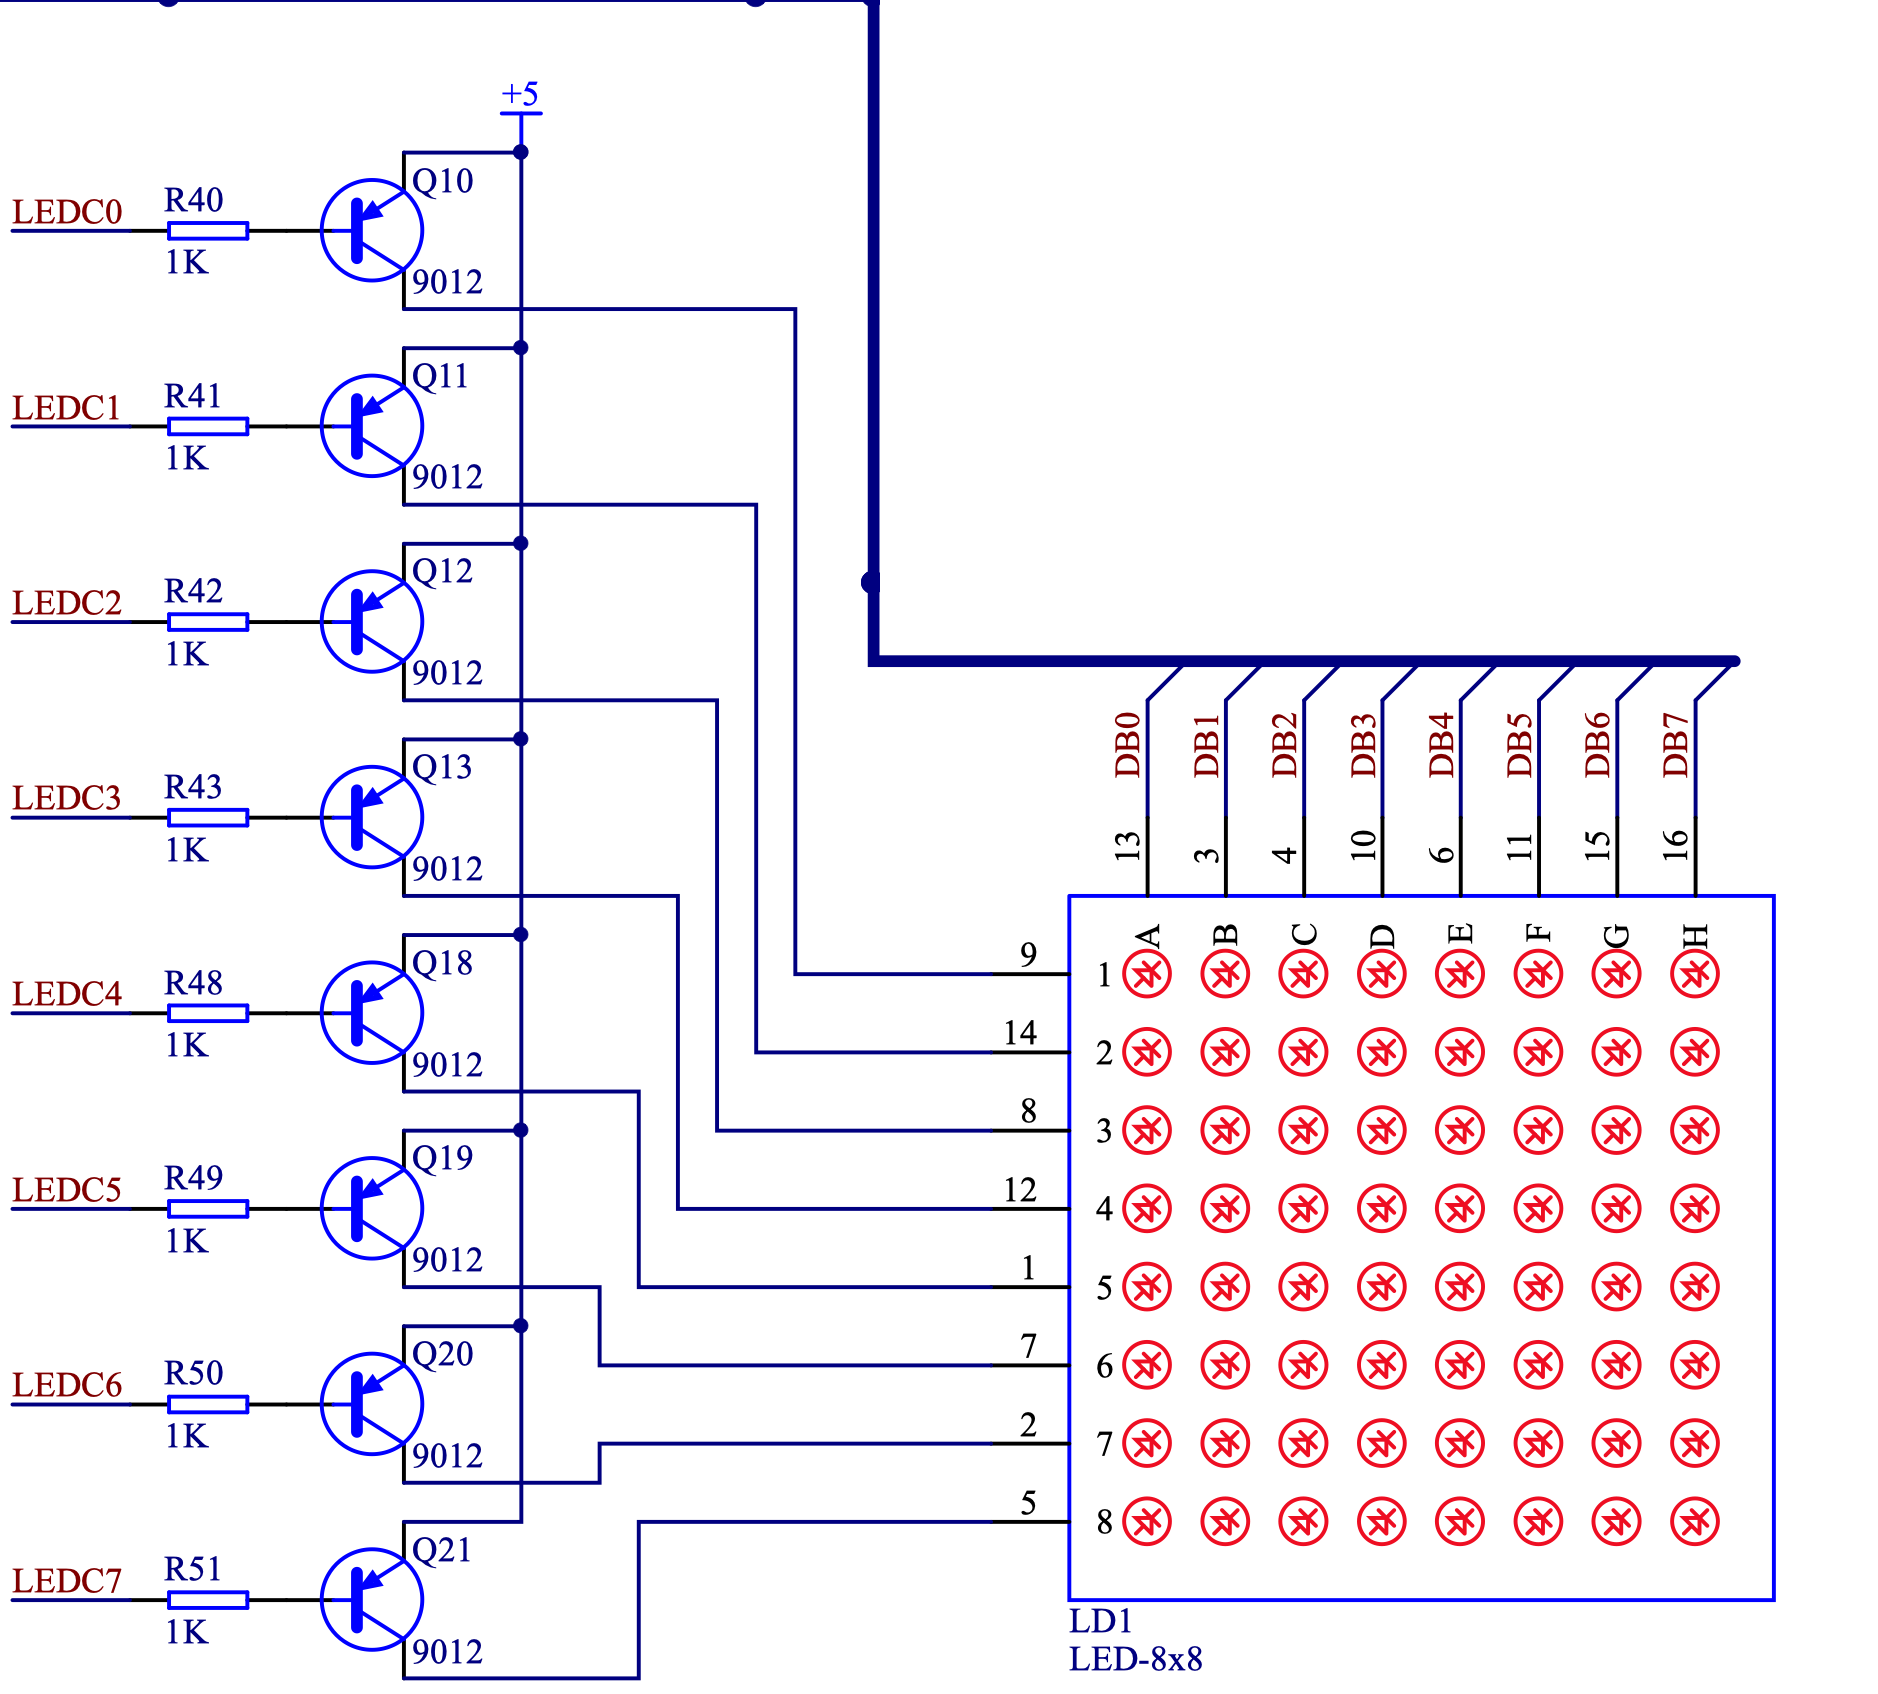 +5
LEDC0
R40
1K
Q10
9012
LEDC1
R41
1K
Q11
9012
LEDC2
R42
1K
Q12
9012
LEDC3
R43
1K
Q13
9012
LEDC4
R48
1K
Q18
9012
LEDC5
R49
1K
Q19
9012
LEDC6
R50
1K
Q20
9012
LEDC7
R51
1K
Q21
9012
DB0 DB1 DB2 DB3 DB4 DB5 DB6 DB7
13 3 4 10 6 11 15 16
A B C D E F G H
9 1
14 2
8 3
12 4
1 5
7 6
2 7
5 8
LD1
LED-8x8